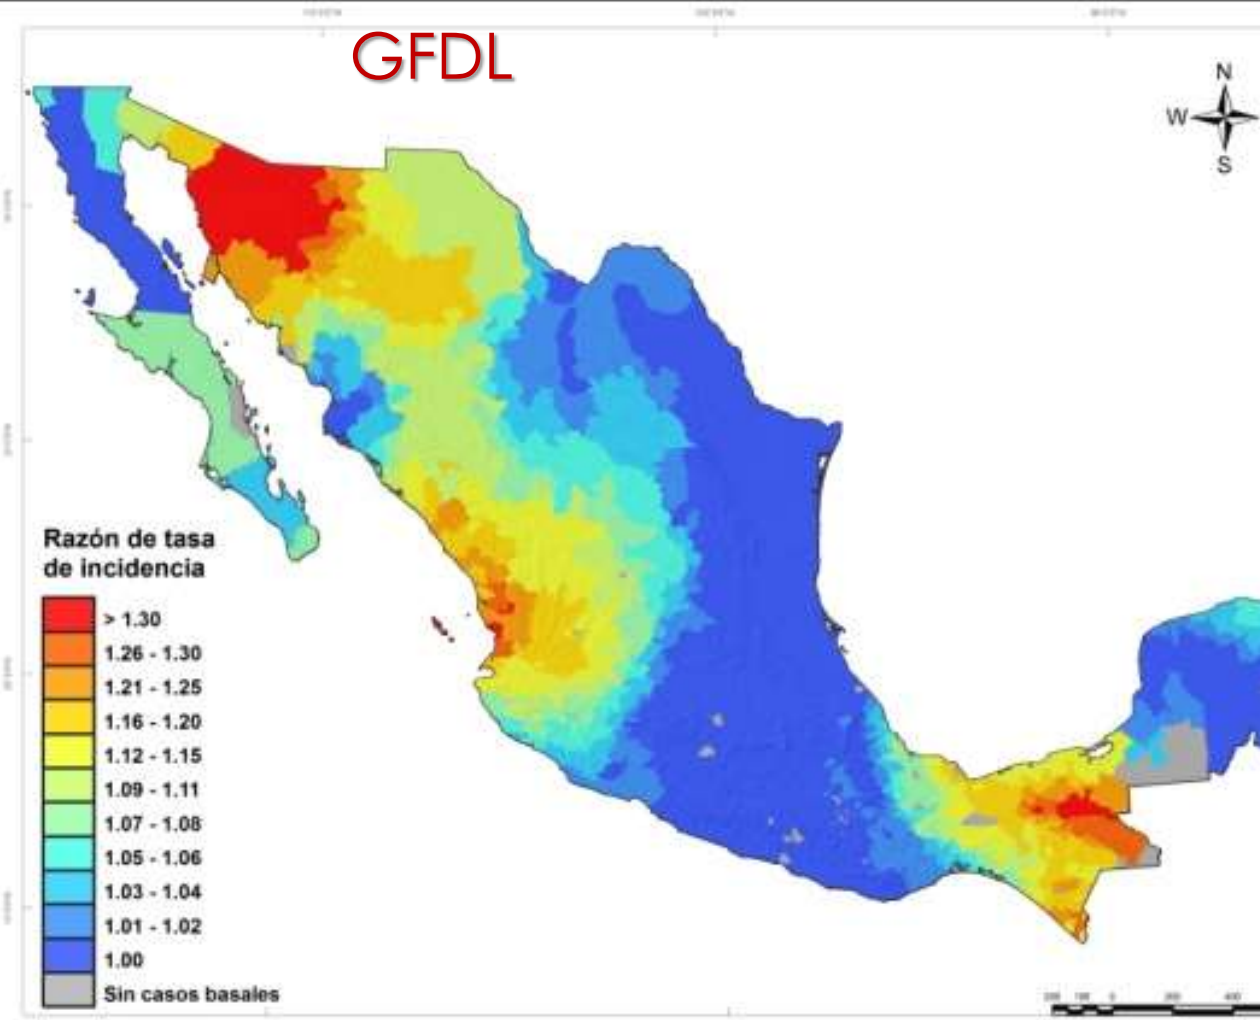 GFDL
N
W
S
Razón de tasa
de incidencia
> 1.30
1.26 - 1.30
1.21 - 1.25
1.16 - 1.20
1.12 - 1.15
1.09 - 1.11
1.07 - 1.08
1.05 - 1.06
1.03 - 1.04
1.01 - 1.02
1.00
Sin casos basales